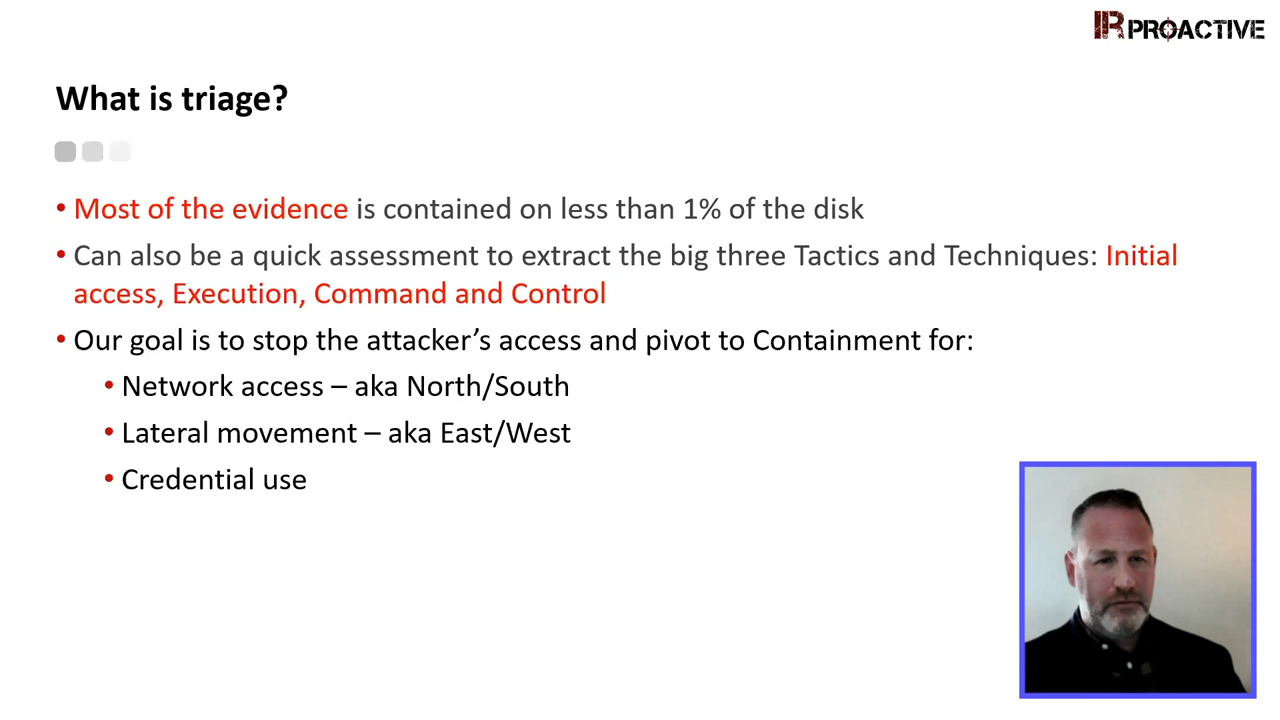 IR PROACTIVE
What is triage?
• Most of the evidence is contained on less than 1% of the disk
• Can also be a quick assessment to extract the big three Tactics and Techniques: Initial
access, Execution, Command and Control
• Our goal is to stop the attacker’s access and pivot to Containment for:
• Network access – aka North/South
• Lateral movement – aka East/West
• Credential use